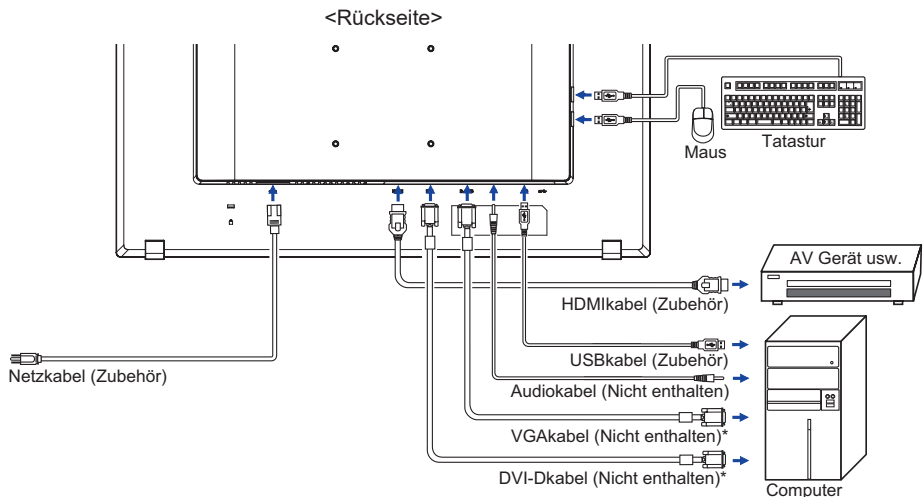 <Rückseite>
Maus
Tatastur
AV Gerät usw.
HDMIkabel (Zubehör)
USBkabel (Zubehör)
Netzkabel (Zubehör)
Audiokabel (Nicht enthalten)
VGAkabel (Nicht enthalten)*
DVI-Dkabel (Nicht enthalten)*
Computer